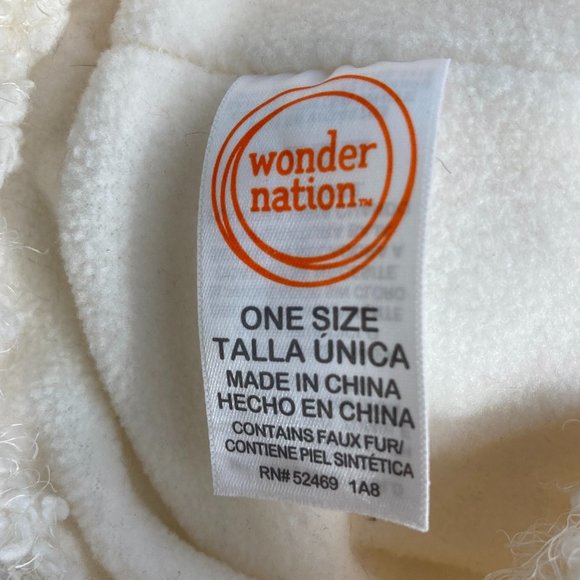 wonder
nation™
ONE SIZE
TALLA ÚNICA
MADE IN CHINA
HECHO EN CHINA
CONTAINS FAUX FUR/
CONTIENE PIEL SINTÉTICA
RN# 52469 1A8